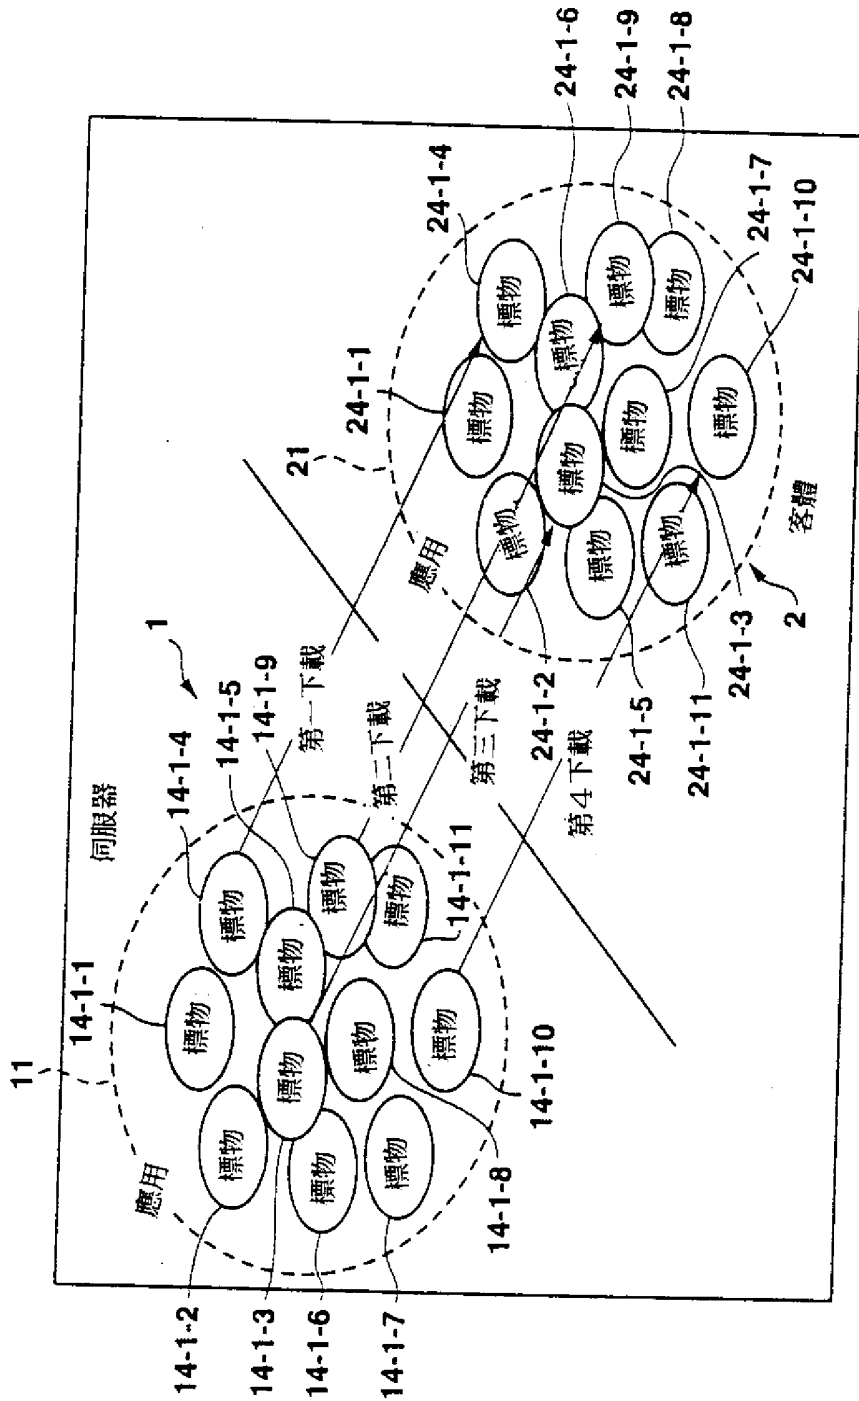 伺服器
1
11
應用
14-1-1
14-1-4
14-1-5
14-1-9
標物
標物
標物
標物
標物
標物
標物
標物
標物
標物
標物
14-1-2
14-1-3
14-1-6
14-1-7
14-1-8
14-1-10
14-1-11
第一下載
第二下載
第三下載
第4下載
21
應用
24-1-1
24-1-4
24-1-6
24-1-9
24-1-8
24-1-7
24-1-10
標物
標物
標物
標物
標物
標物
標物
標物
標物
標物
標物
24-1-2
24-1-5
24-1-11
24-1-3
2
客體